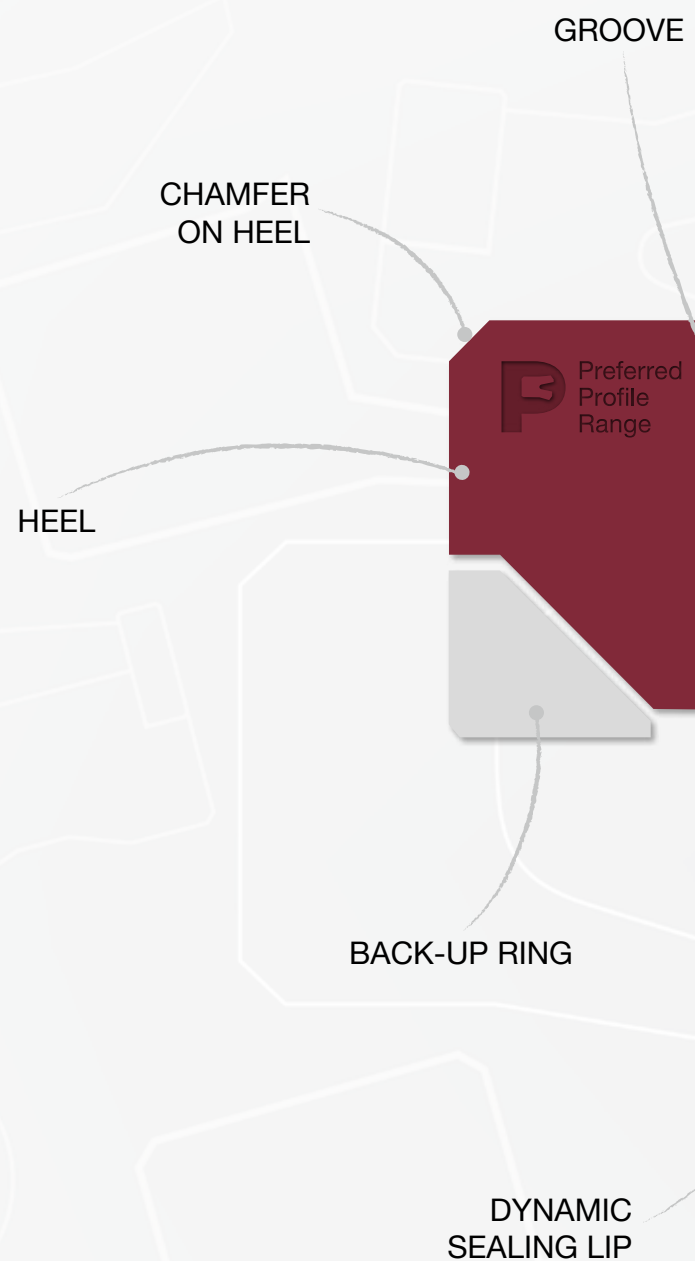 GROOVE
CHAMFER
ON HEEL
Preferred
Profile
Range
HEEL
BACK-UP RING
DYNAMIC
SEALING LIP